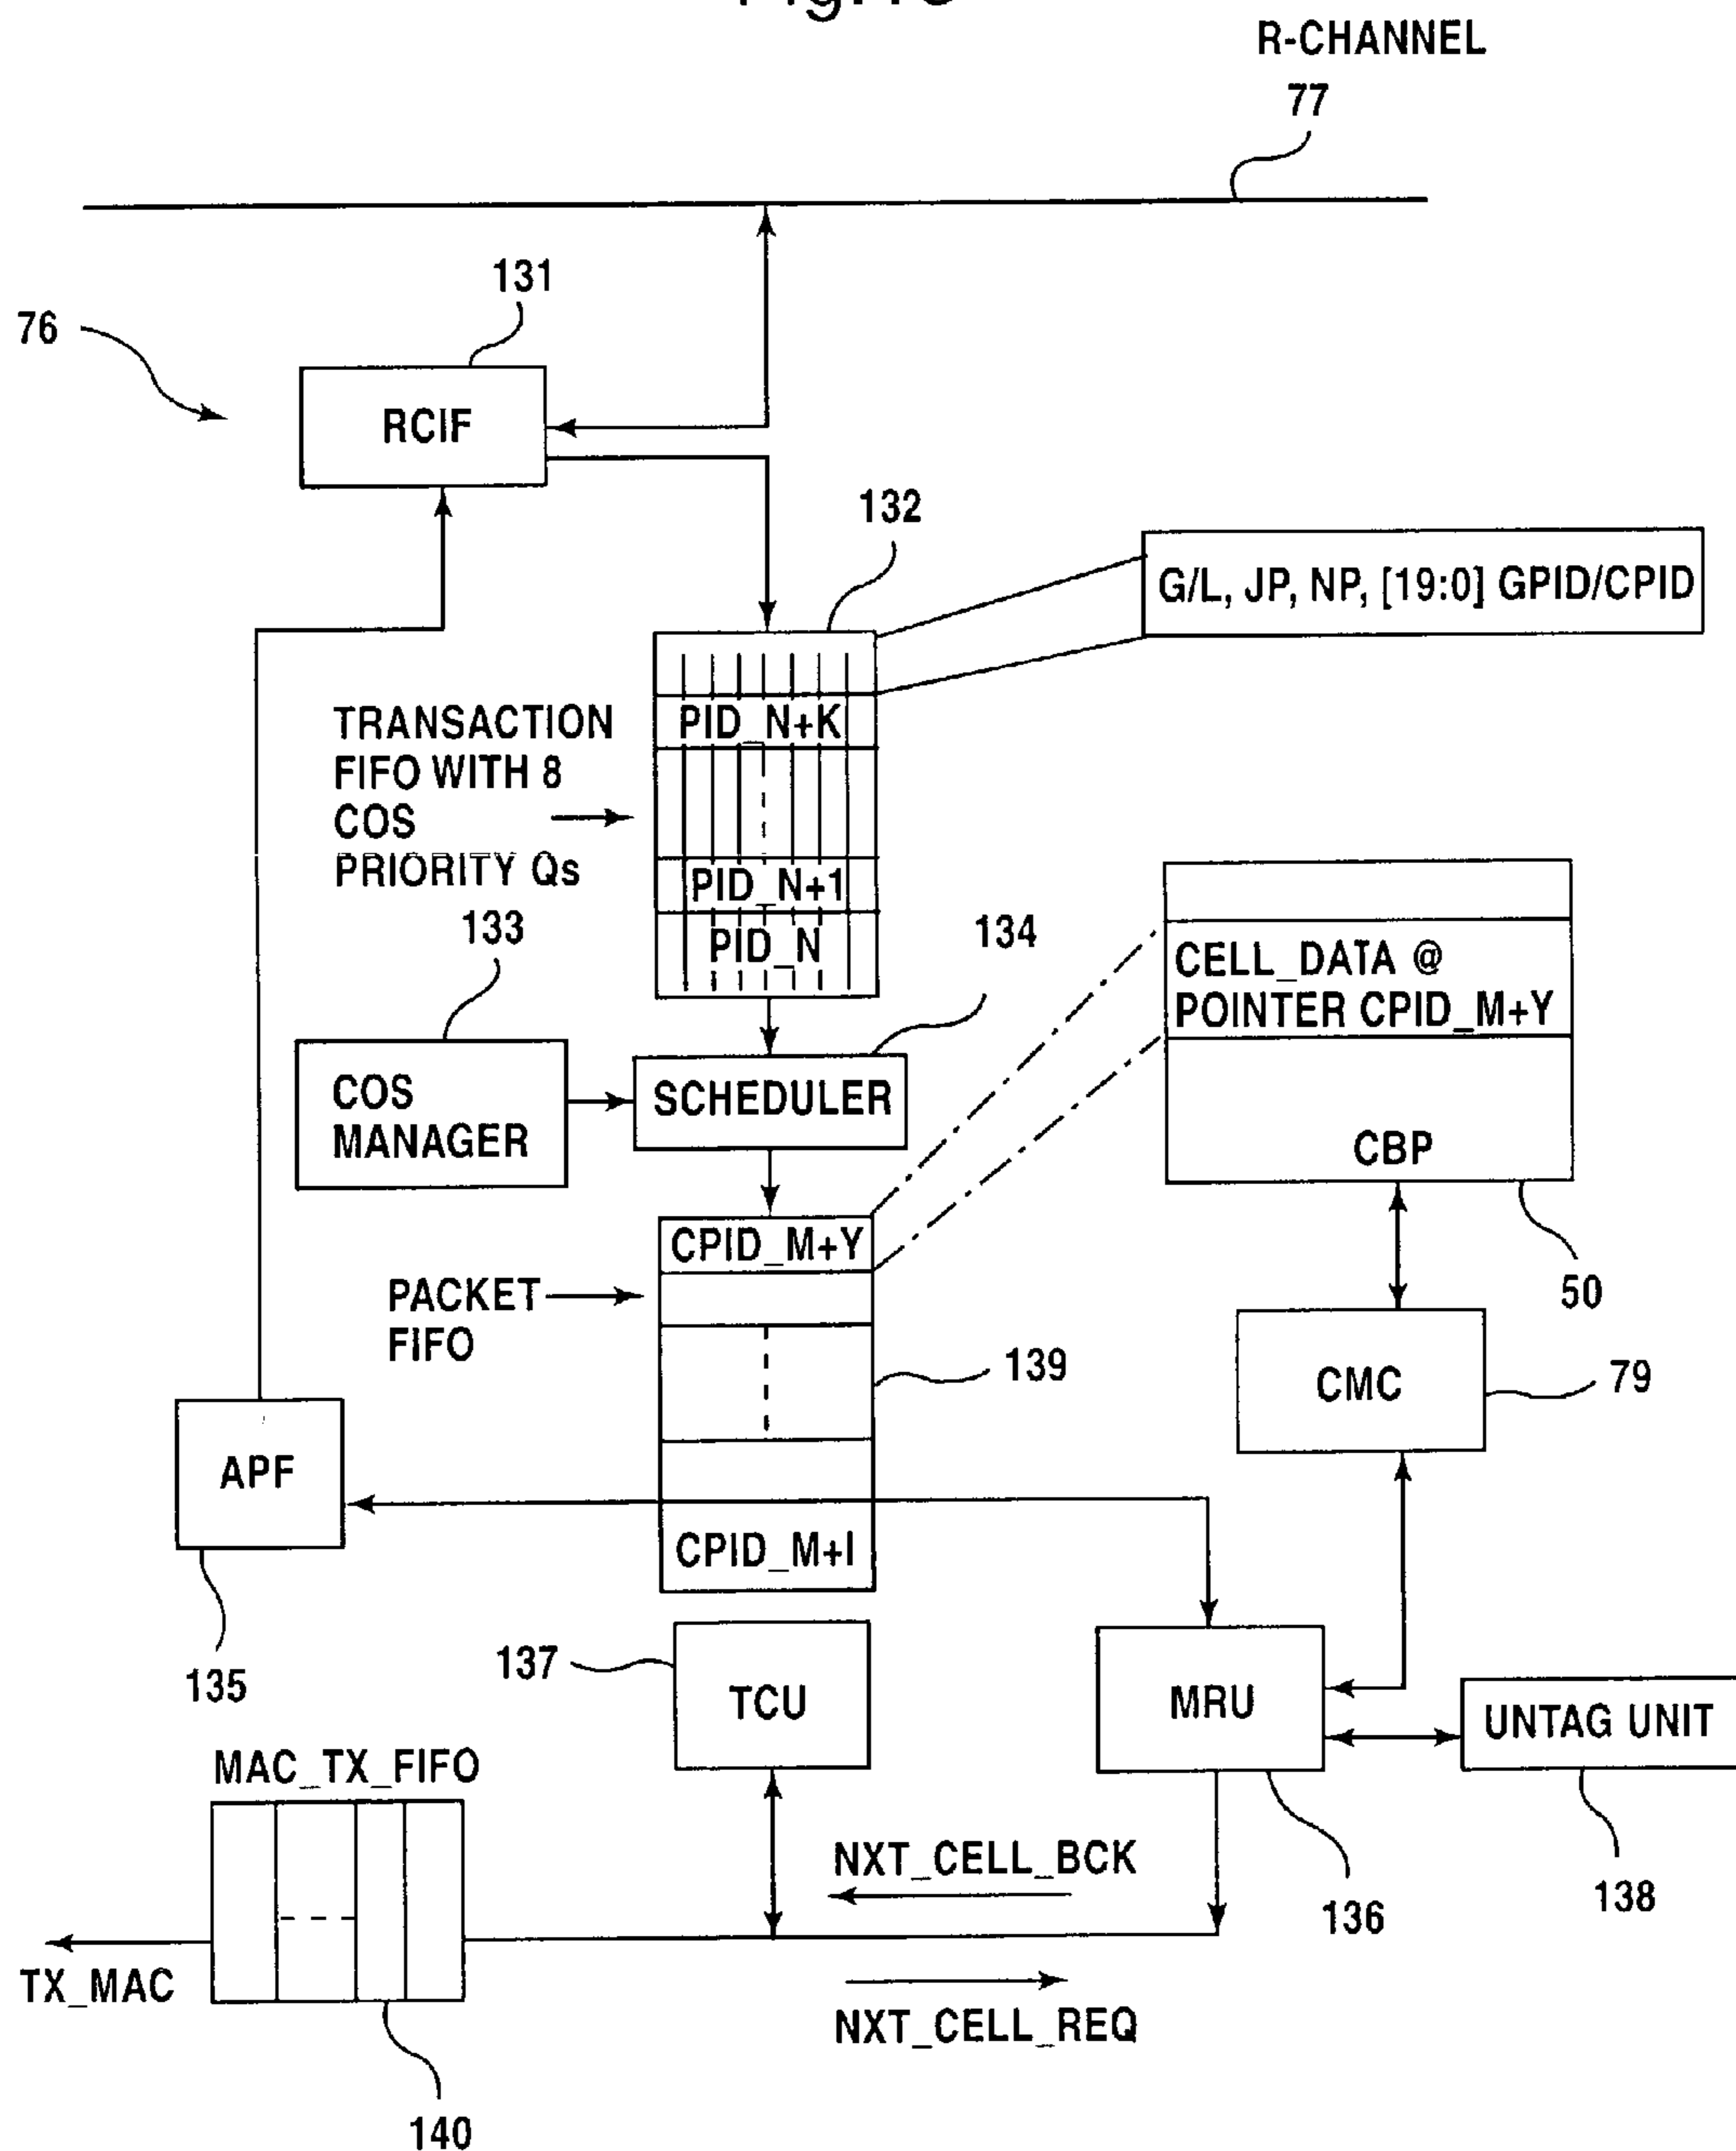 R-CHANNEL
77
131
76
RCIF
132
G/L, JP, NP, [19:0] GPID/CPID
TRANSACTION
FIFO WITH 8
COS
PRIORITY Qs
PID_N+K
PID_N+1
PID_N
133
134
CELL_DATA @
POINTER CPID_M+Y
CBP
COS
MANAGER
SCHEDULER
50
CPID_M+Y
PACKET
FIFO
139
CMC
79
APF
CPID_M+I
135
137
TCU
MRU
UNTAG UNIT
MAC_TX_FIFO
NXT_CELL_BCK
136
138
TX_MAC
NXT_CELL_REQ
140